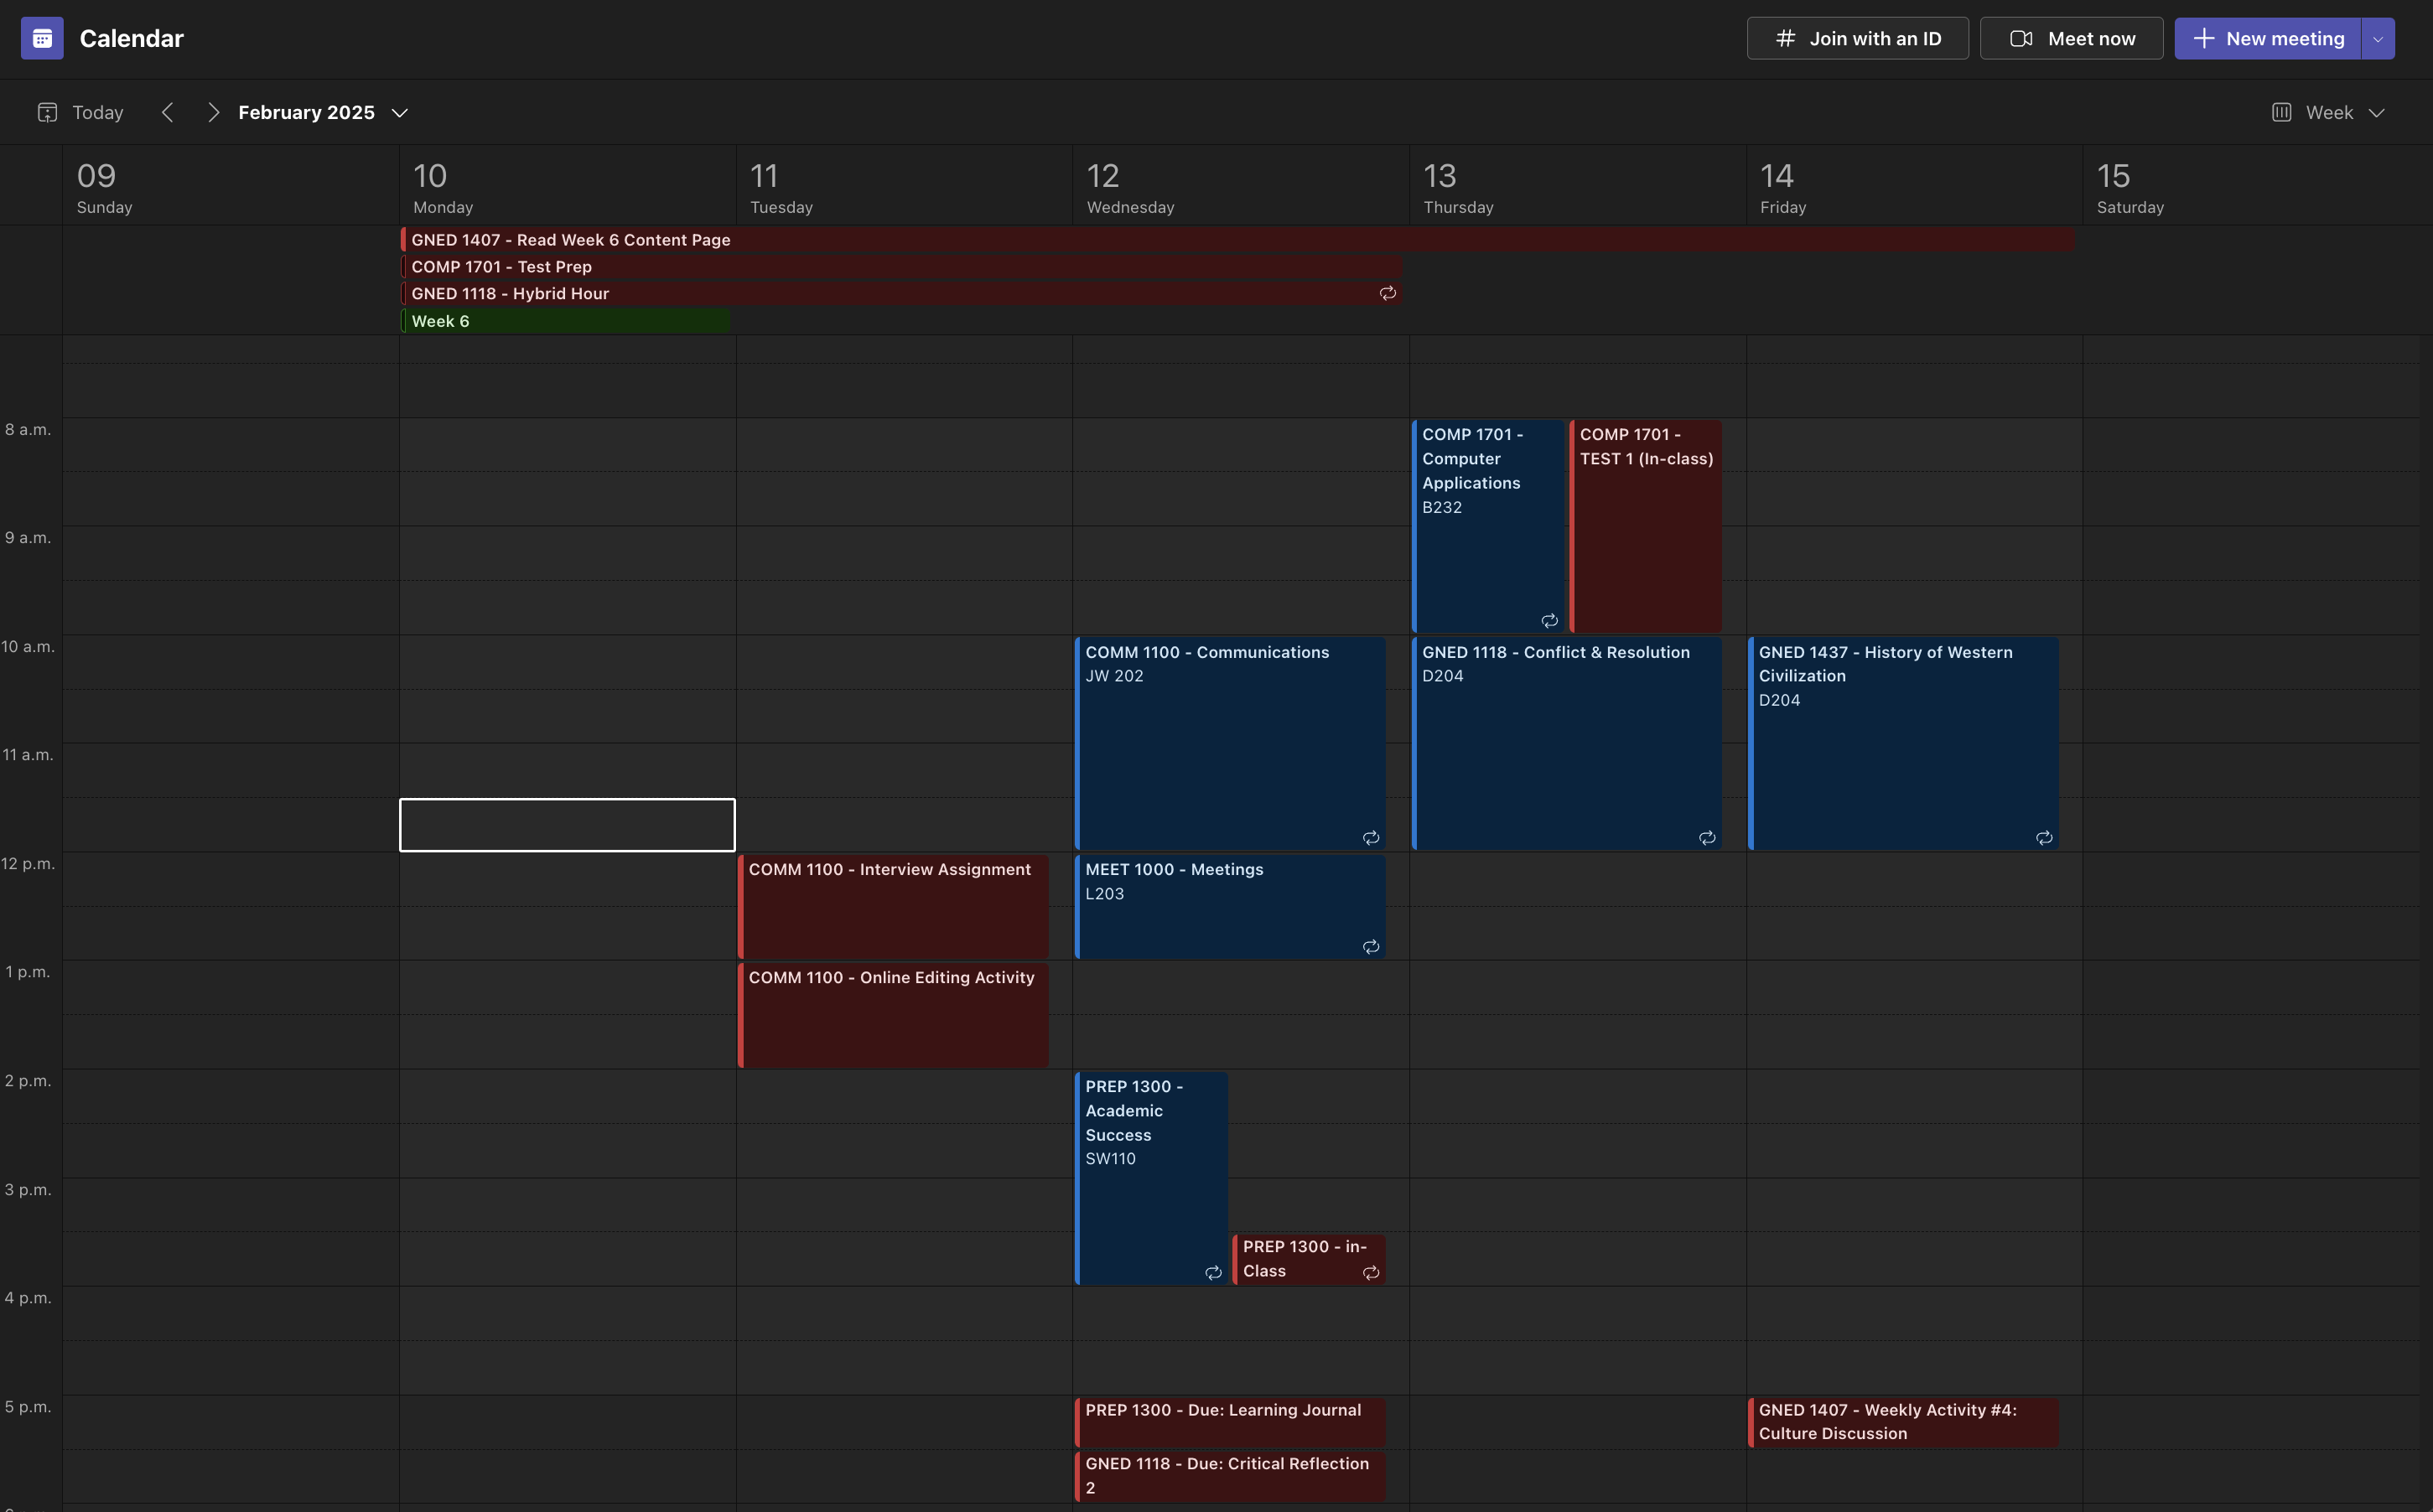 Calendar
Join with an ID
Meet now
New meeting
Today
February 2025
Week
09
Sunday
10
Monday
11
Tuesday
12
Wednesday
13
Thursday
14
Friday
15
Saturday
GNED 1407 - Read Week 6 Content Page
COMP 1701 - Test Prep
GNED 1118 - Hybrid Hour
Week 6
8 a.m.
COMP 1701 -
Computer
Applications
B232
COMP 1701 -
TEST 1 (In-class)
9 a.m.
10 a.m.
COMM 1100 - Communications
JW 202
GNED 1118 - Conflict & Resolution
D204
GNED 1437 - History of Western
Civilization
D204
11 a.m.
12 p.m.
COMM 1100 - Interview Assignment
MEET 1000 - Meetings
L203
1 p.m.
COMM 1100 - Online Editing Activity
2 p.m.
PREP 1300 -
Academic
Success
SW110
3 p.m.
PREP 1300 - in-
Class
4 p.m.
5 p.m.
PREP 1300 - Due: Learning Journal
GNED 1118 - Due: Critical Reflection
2
GNED 1407 - Weekly Activity #4:
Culture Discussion